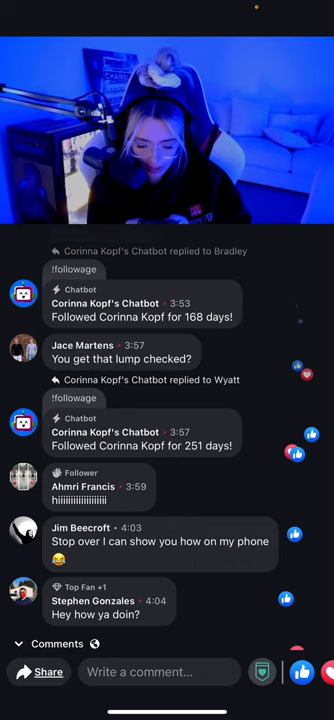 CHANEL
Corinna Kopf's Chatbot replied to Bradley
!followage
Chatbot
Corinna Kopf's Chatbot • 3:53
Followed Corinna Kopf for 168 days!
Jace Martens • 3:57
You get that lump checked?
Corinna Kopf's Chatbot replied to Wyatt
!followage
Chatbot
Corinna Kopf's Chatbot • 3:57
Followed Corinna Kopf for 251 days!
Follower
Ahmri Francis • 3:59
hiiiiiiiiiiiiiiiiiii
Jim Beecroft • 4:03
Stop over I can show you how on my phone
😂
Top Fan +1
Stephen Gonzales • 4:04
Hey how ya doin?
Comments
Share
Write a comment...